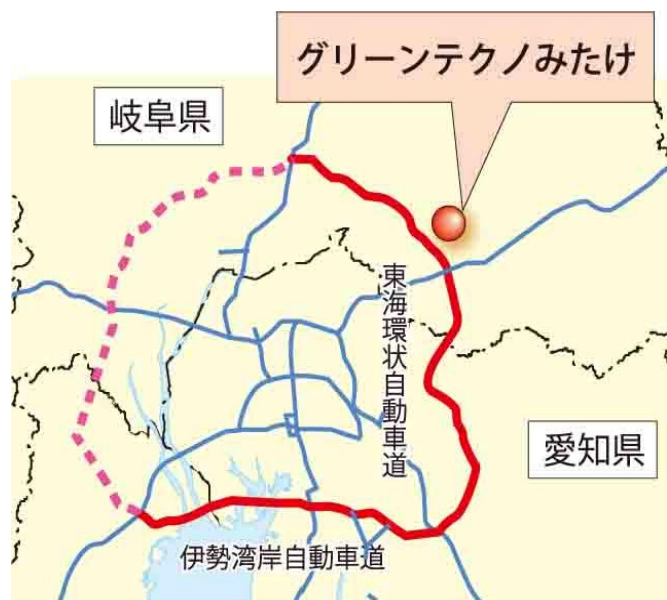 グリーンテクノみたけ
岐阜県
東海環状自動車道
愛知県
伊勢湾岸自動車道